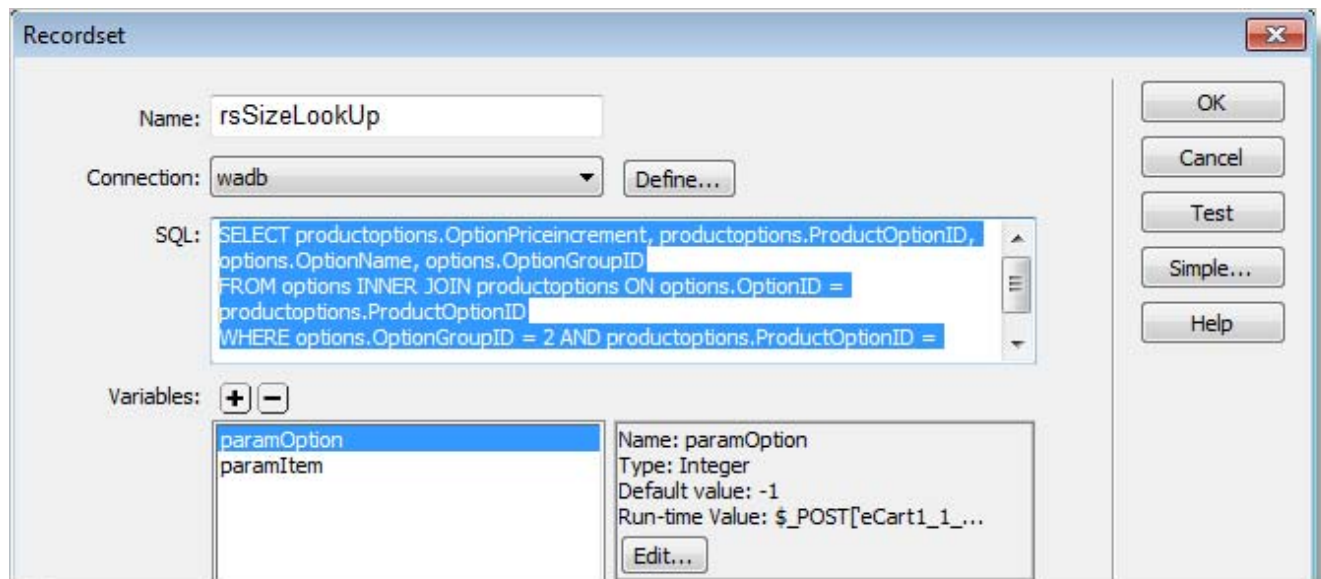 Recordset
Name: rsSizeLookUp
Connection: wadb Define...
SQL: SELECT productoptions.OptionPriceincrement, productoptions.ProductOptionID,
options.OptionName, options.OptionGroupID
FROM options INNER JOIN productoptions ON options.OptionID =
productoptions.ProductOptionID
WHERE options.OptionGroupID = 2 AND productoptions.ProductOptionID =
Variables:
paramOption
paramItem
Name: paramOption
Type: Integer
Default value: -1
Run-time Value: $_POST['eCart1_1_...
Edit...
OK
Cancel
Test
Simple...
Help